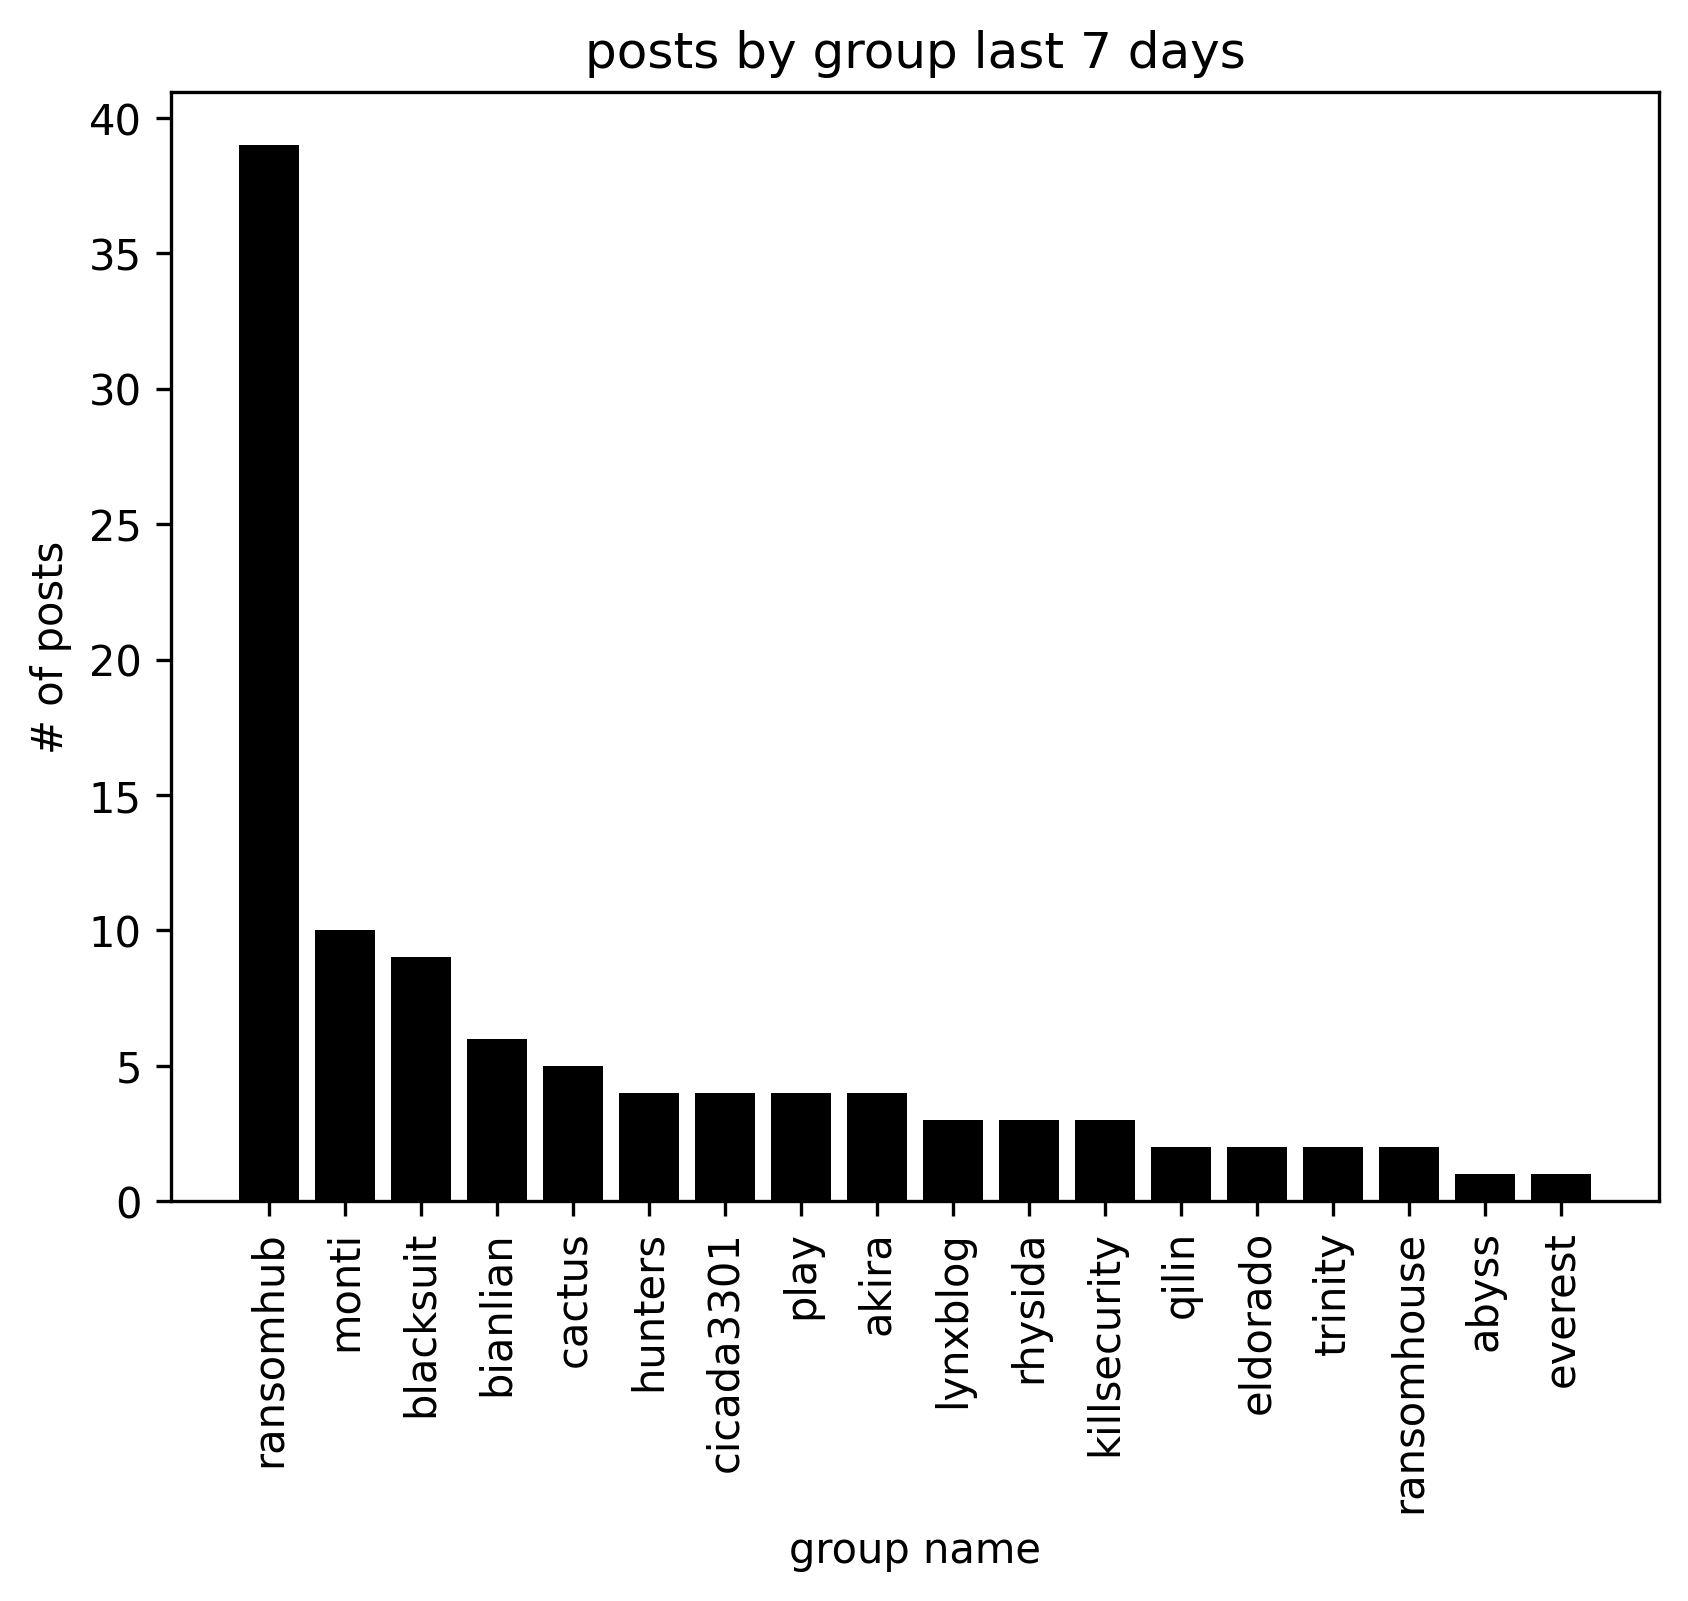 posts by group last 7 days
# of posts
40
35
30
25
20
15
10
5
0
ransomhub
monti
blacksuit
bianlian
cactus
hunters
cicada3301
play
akira
lynxblog
rhysida
killsecurity
qilin
eldorado
trinity
ransomhouse
abyss
everest
group name